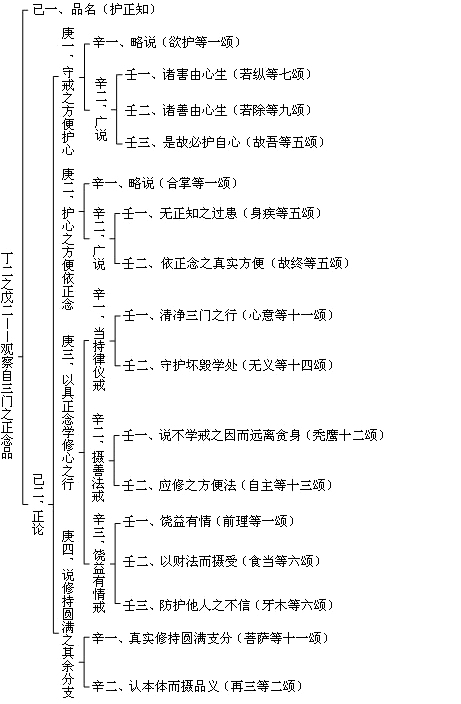 丁二之戊二——观察自三门之正念品
己一、品名（护正知）
己二、正论
庚一、守戒之方便护心
辛一、略说（欲护等一颂）
辛二、广说
壬一、诸害由心生（若纵等七颂）
壬二、诸善由心生（若除等九颂）
壬三、是故必护自心（故吾等五颂）
庚二、护心之方便依正念
辛一、略说（合掌等一颂）
辛二、广说
壬一、无正知之过患（身疾等五颂）
壬二、依正念之真实方便（故终等五颂）
庚三、以具正念学修心之行
辛一、当持律仪戒
壬一、清净三门之行（心意等十一颂）
壬二、守护坏毁学处（无义等十四颂）
辛二、摄善法戒
壬一、说不学戒之因而远离贪身（秃鹰十二颂）
壬二、应修之方便法（自主等十三颂）
辛三、饶益有情戒
壬一、饶益有情（前理等一颂）
壬二、以财法而摄受（食当等六颂）
壬三、防护他人之不信（牙木等六颂）
庚四、说修持圆满之其余分支
辛一、真实修持圆满支分（菩萨等十一颂）
辛二、认本体而摄品义（再三等二颂）